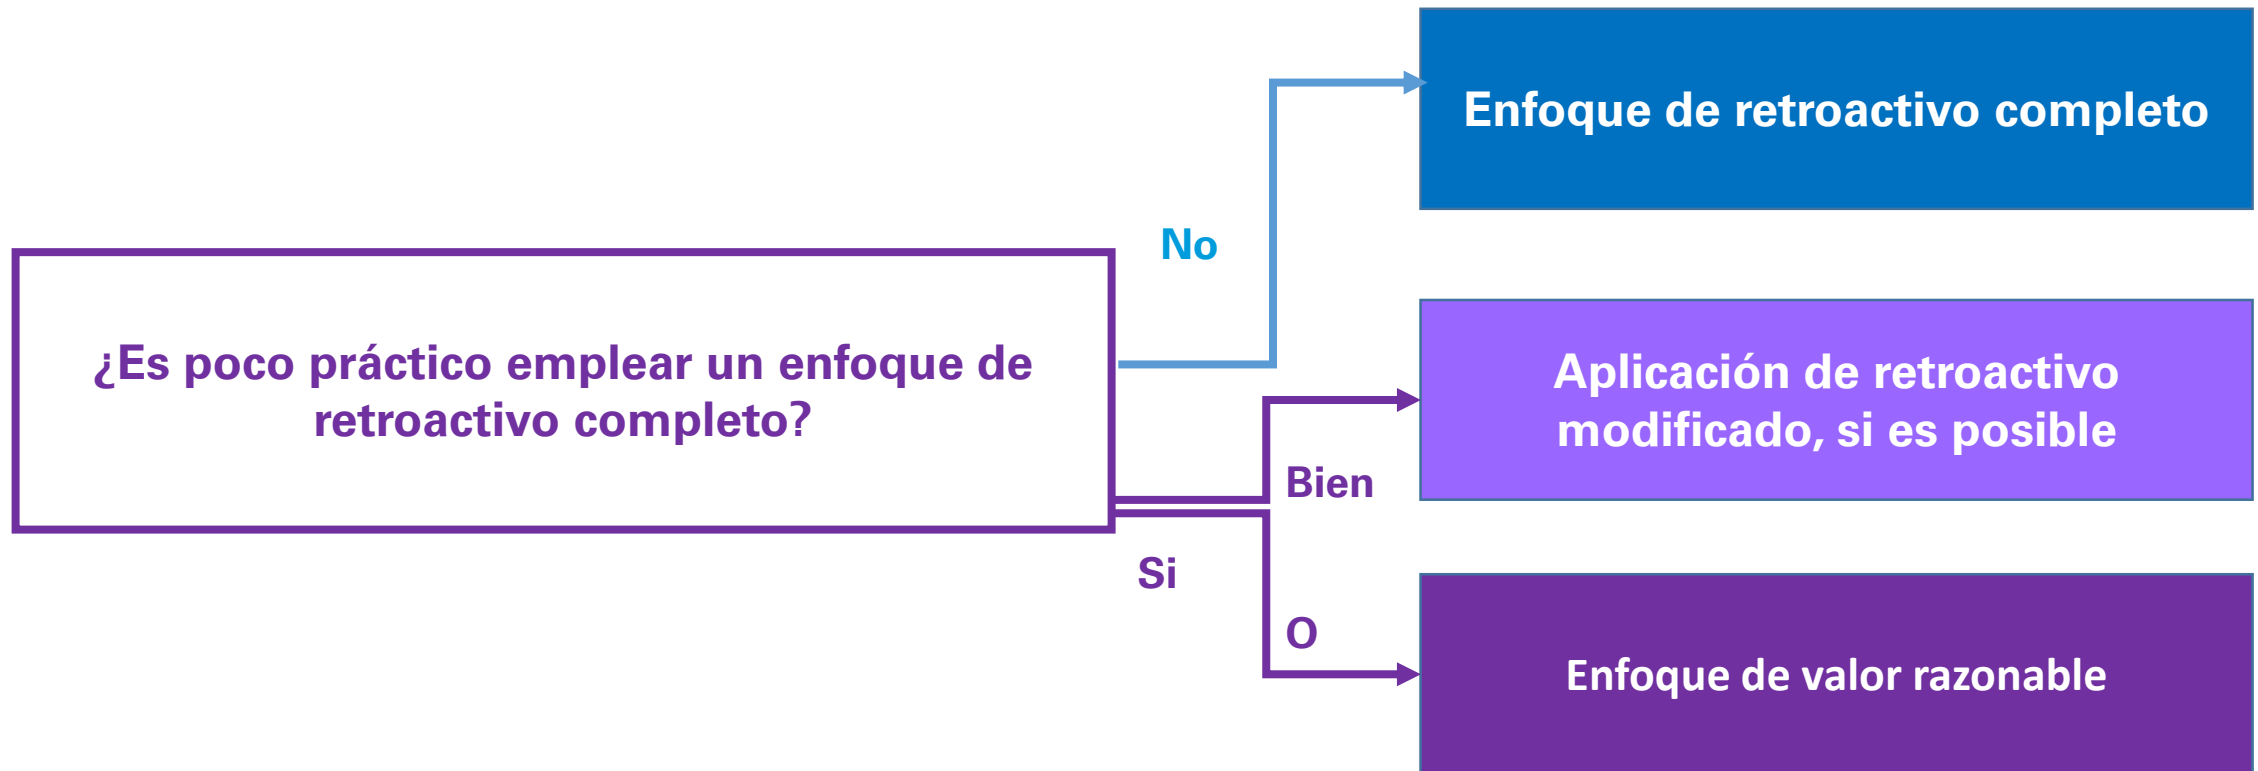 Enfoque de retroactivo completo
No
¿Es poco práctico emplear un enfoque de
retroactivo completo?
Aplicación de retroactivo
modificado, si es posible
Bien
Si
O
Enfoque de valor razonable